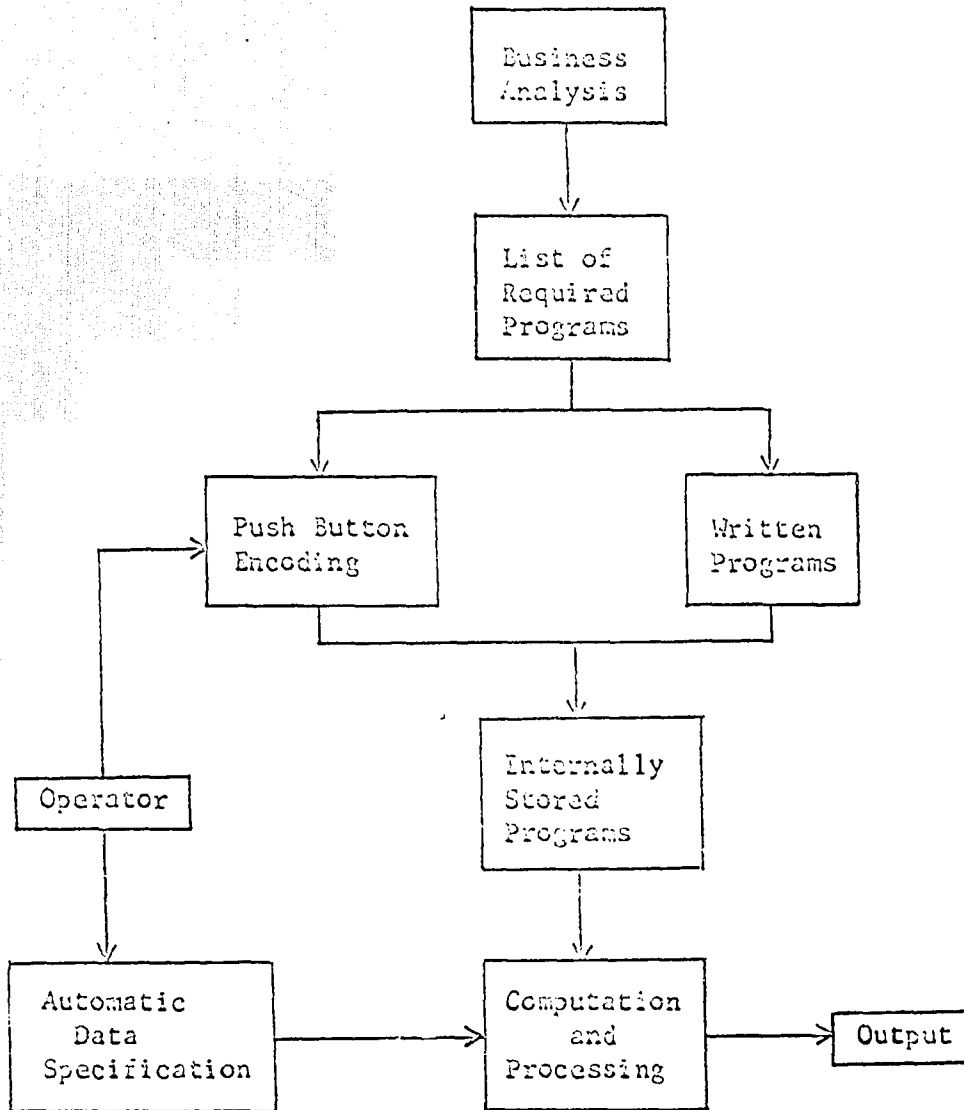 Business
Analysis
List of
Required
Programs
Push Button
Encoding
Written
Programs
Internally
Stored
Programs
Operator
Automatic
Data
Specification
Computation
and
Processing
Output